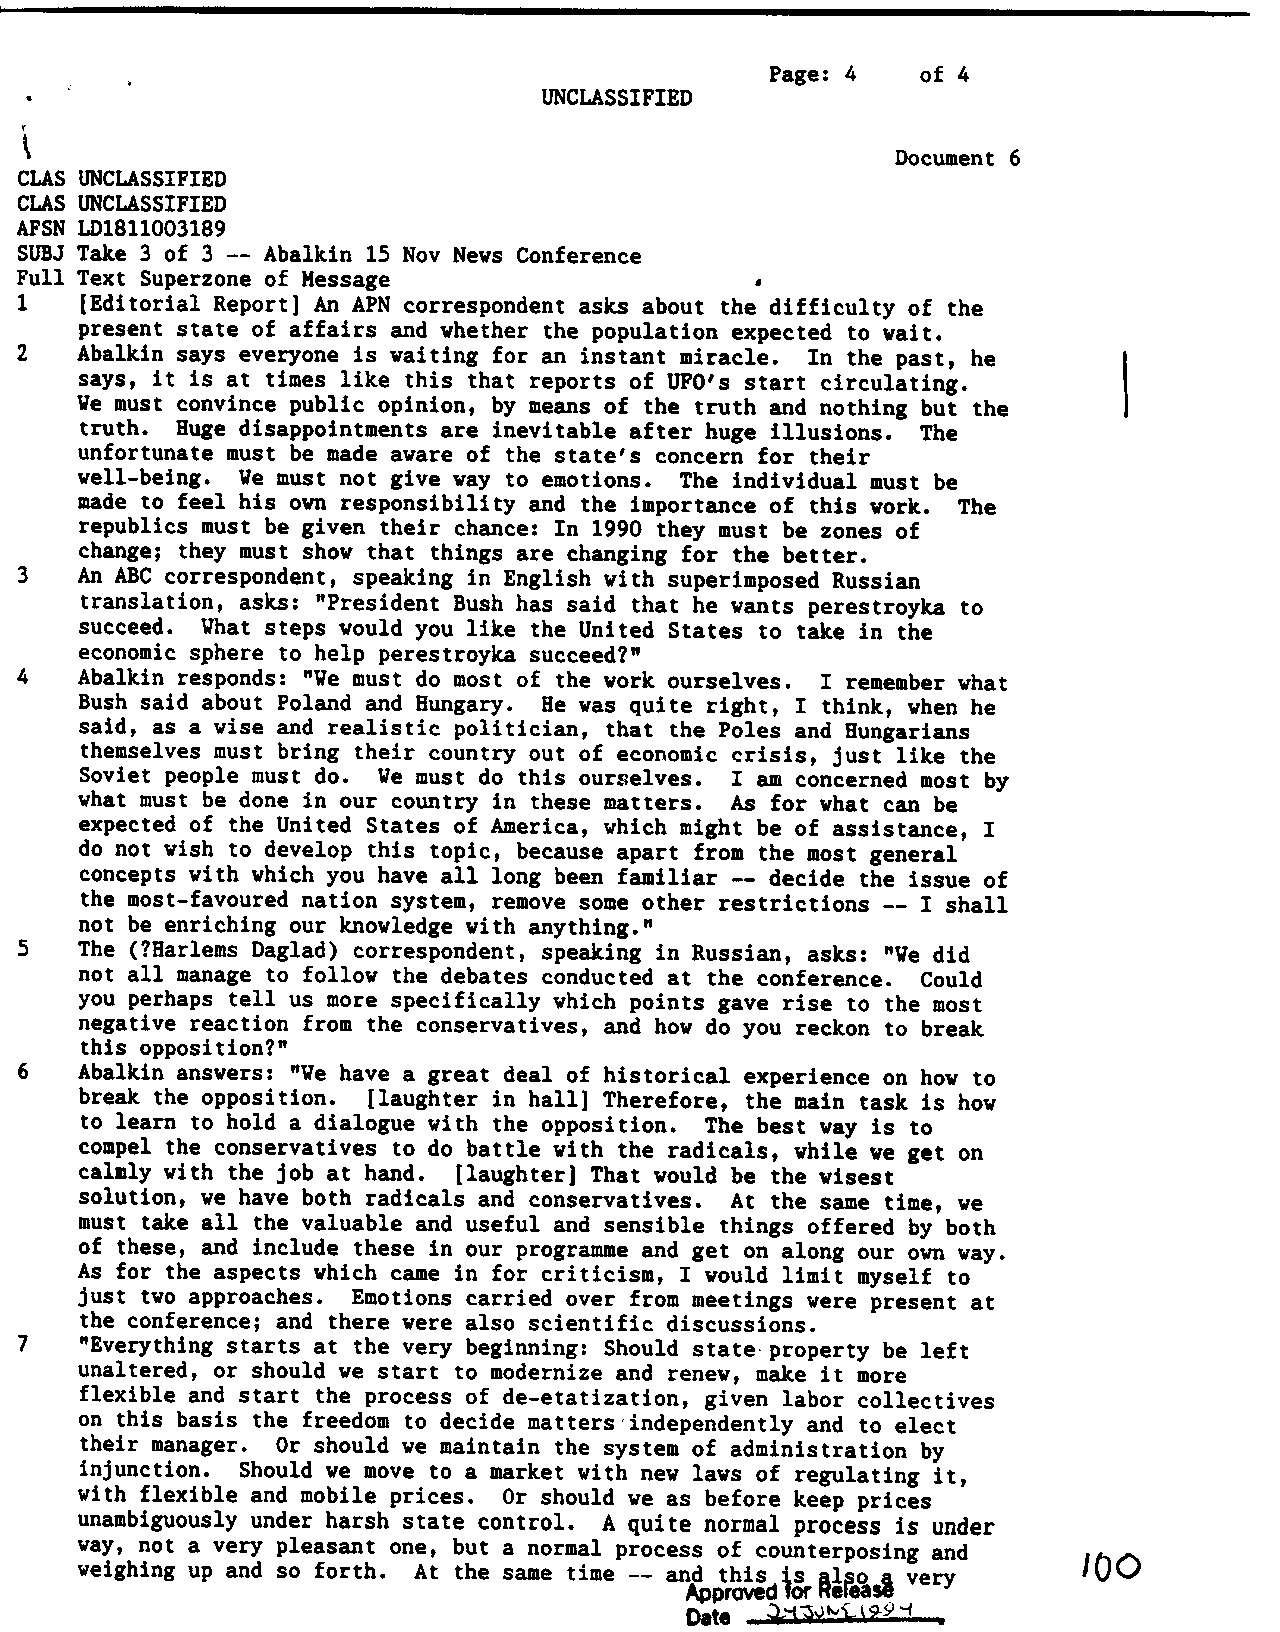 Page: 4 of 4
UNCLASSIFIED
Document 6
CLAS UNCLASSIFIED
CLAS UNCLASSIFIED
AFSN LD1811003189
SUBJ Take 3 of 3 -- Abalkin 15 Nov News Conference
Full Text Superzone of Message
1 [Editorial Report] An APN correspondent asks about the difficulty of the
present state of affairs and whether the population expected to wait.
2 Abalkin says everyone is waiting for an instant miracle. In the past, he
says, it is at times like this that reports of UFO's start circulating.
We must convince public opinion, by means of the truth and nothing but the
truth. Huge disappointments are inevitable after huge illusions. The
unfortunate must be made aware of the state's concern for their
well-being. We must not give way to emotions. The individual must be
made to feel his own responsibility and the importance of this work. The
republics must be given their chance: In 1990 they must be zones of
change; they must show that things are changing for the better.
3 An ABC correspondent, speaking in English with superimposed Russian
translation, asks: "President Bush has said that he wants perestroyka to
succeed. What steps would you like the United States to take in the
economic sphere to help perestroyka succeed?"
4 Abalkin responds: "We must do most of the work ourselves. I remember what
Bush said about Poland and Hungary. He was quite right, I think, when he
said, as a wise and realistic politician, that the Poles and Hungarians
themselves must bring their country out of economic crisis, just like the
Soviet people must do. We must do this ourselves. I am concerned most by
what must be done in our country in these matters. As for what can be
expected of the United States of America, which might be of assistance, I
do not wish to develop this topic, because apart from the most general
concepts with which you have all long been familiar -- decide the issue of
the most-favoured nation system, remove some other restrictions -- I shall
not be enriching our knowledge with anything."
5 The (?Harlems Daglad) correspondent, speaking in Russian, asks: "We did
not all manage to follow the debates conducted at the conference. Could
you perhaps tell us more specifically which points gave rise to the most
negative reaction from the conservatives, and how do you reckon to break
this opposition?"
6 Abalkin answers: "We have a great deal of historical experience on how to
break the opposition. [laughter in hall] Therefore, the main task is how
to learn to hold a dialogue with the opposition. The best way is to
compel the conservatives to do battle with the radicals, while we get on
calmly with the job at hand. [laughter] That would be the wisest
solution, we have both radicals and conservatives. At the same time, we
must take all the valuable and useful and sensible things offered by both
of these, and include these in our programme and get on along our own way.
As for the aspects which came in for criticism, I would limit myself to
just two approaches. Emotions carried over from meetings were present at
the conference; and there were also scientific discussions.
7 "Everything starts at the very beginning: Should state property be left
unaltered, or should we start to modernize and renew, make it more
flexible and start the process of de-etatization, given labor collectives
on this basis the freedom to decide matters independently and to elect
their manager. Or should we maintain the system of administration by
injunction. Should we move to a market with new laws of regulating it,
with flexible and mobile prices. Or should we as before keep prices
unambiguously under harsh state control. A quite normal process is under
way, not a very pleasant one, but a normal process of counterposing and
weighing up and so forth. At the same time -- and this is also a very
Approved for Release
Date 24 JUNE 1994
100